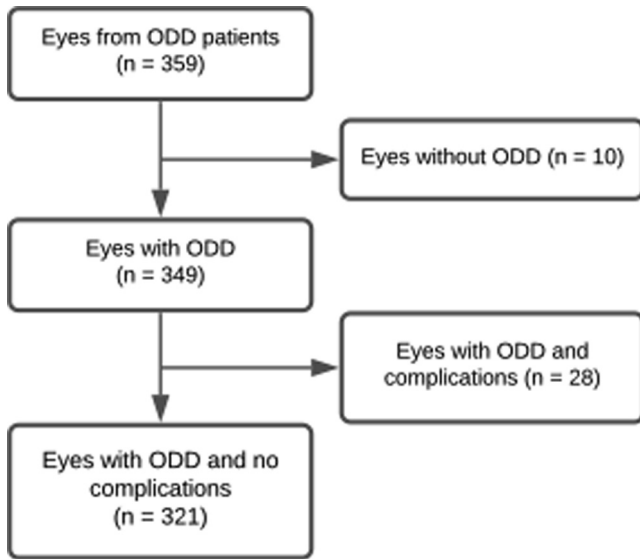 Eyes from ODD patients
(n = 359)
Eyes without ODD (n = 10)
Eyes with ODD
(n = 349)
Eyes with ODD and
complications (n = 28)
Eyes with ODD and no
complications
(n = 321)